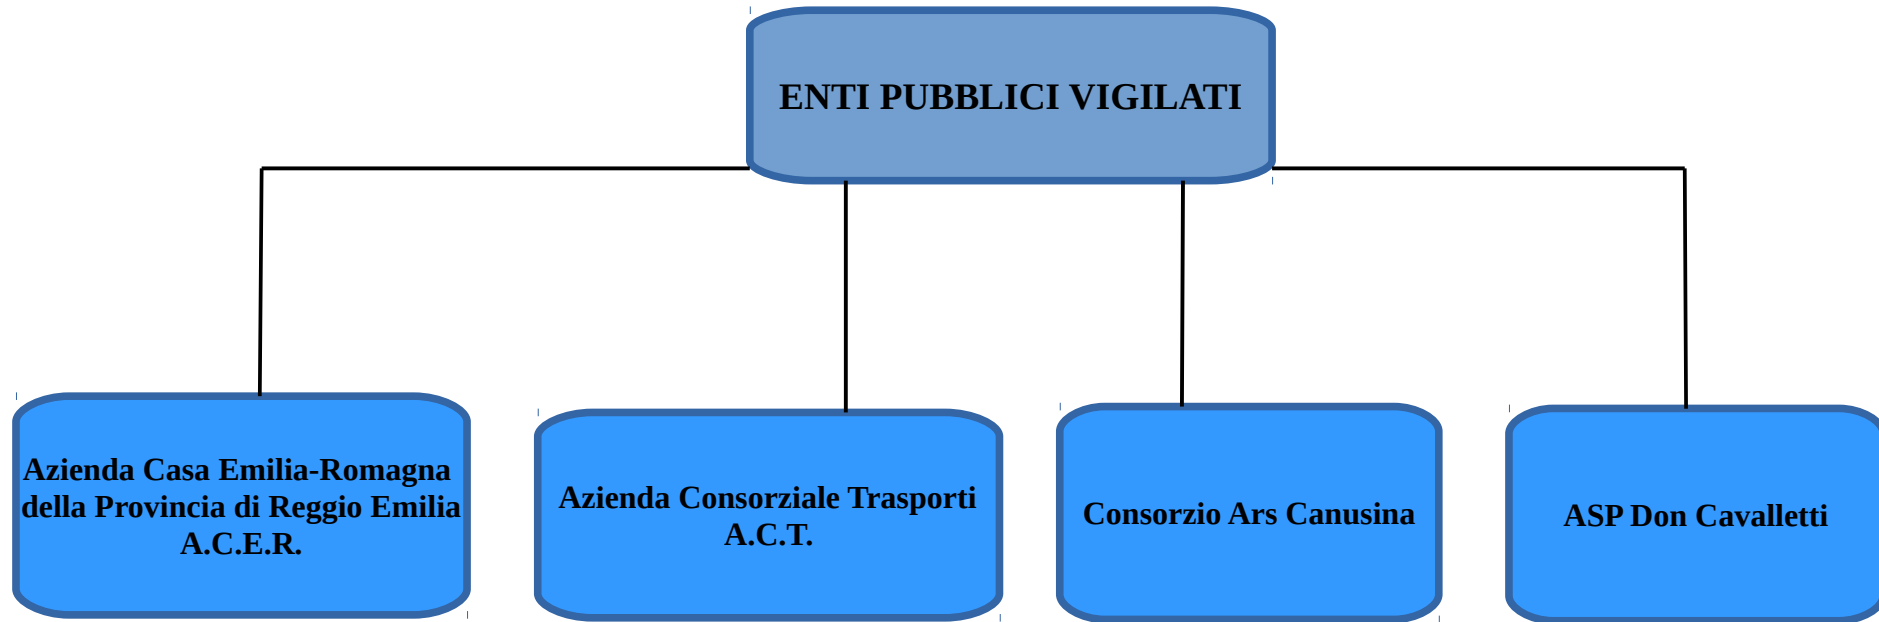 ENTI PUBBLICI VIGILATI
Azienda Casa Emilia-Romagna
della Provincia di Reggio Emilia
A.C.E.R.
Azienda Consorziale Trasporti
A.C.T.
Consorzio Ars Canusina
ASP Don Cavalletti